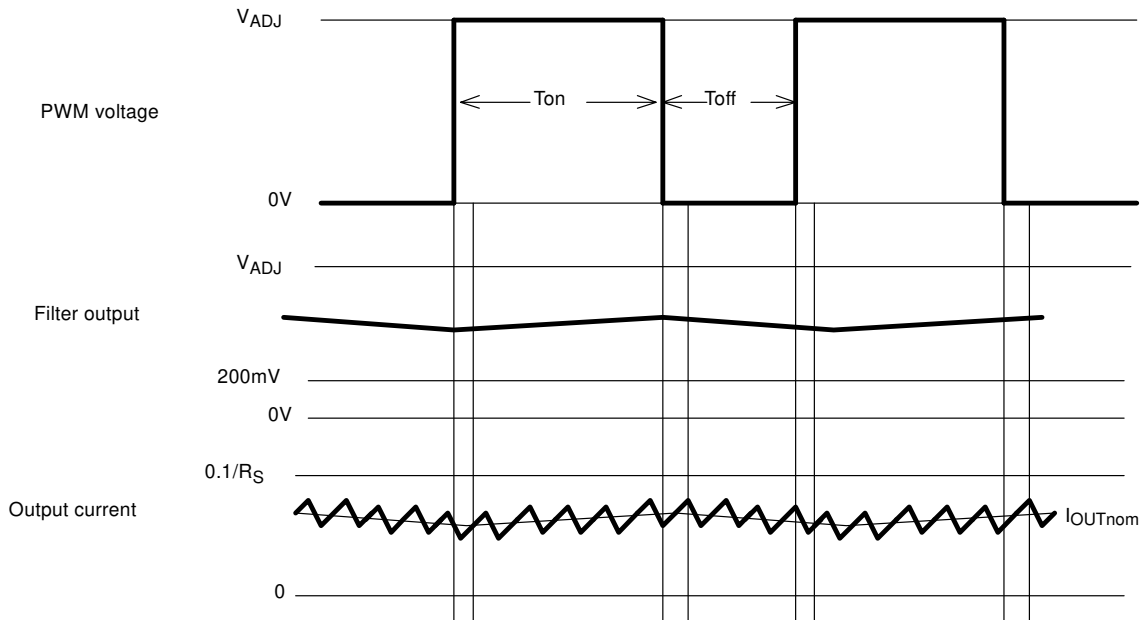 VADJ
Ton
Toff
PWM voltage
0V
VADJ
Filter output
200mV
0V
0.1/RS
Output current
IOUTnom
0